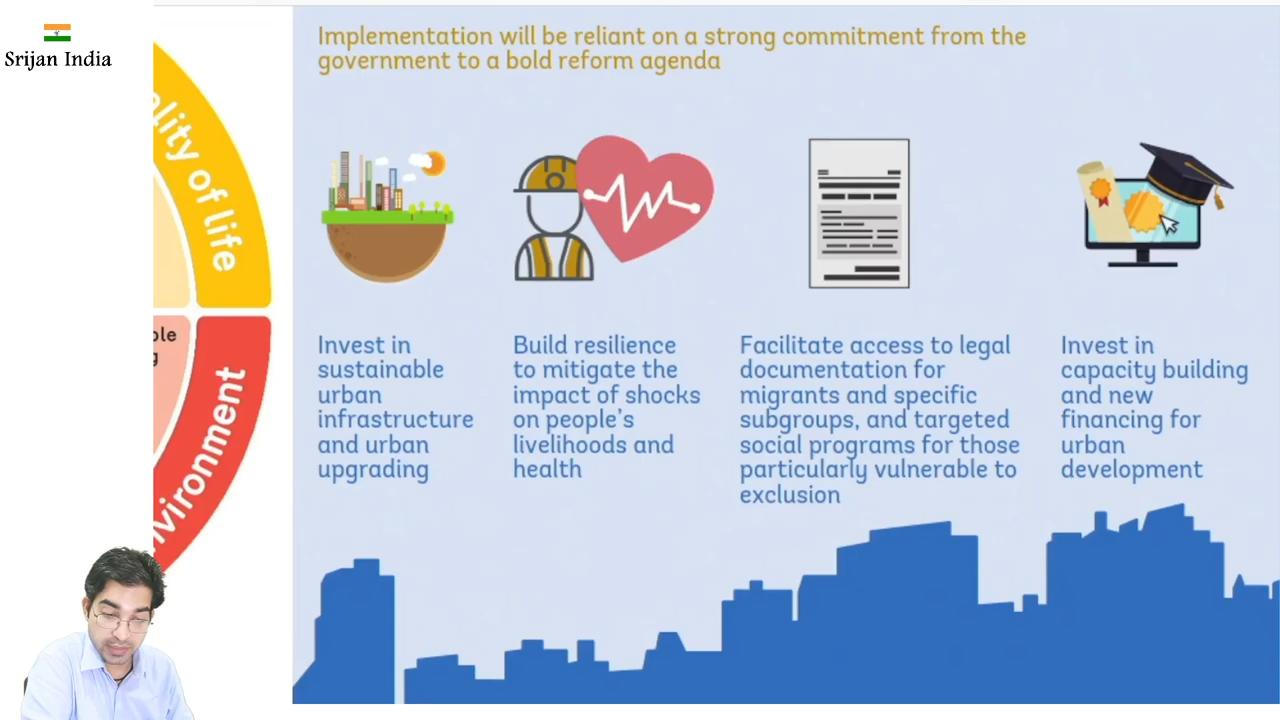 Srijan India
Implementation will be reliant on a strong commitment from the
government to a bold reform agenda
lity of life
ble
g
vironment
Invest in
sustainable
urban
infrastructure
and urban
upgrading
Build resilience
to mitigate the
impact of shocks
on people's
livelihoods and
health
Facilitate access to legal
documentation for
migrants and specific
subgroups, and targeted
social programs for those
particularly vulnerable to
exclusion
Invest in
capacity building
and new
financing for
urban
development